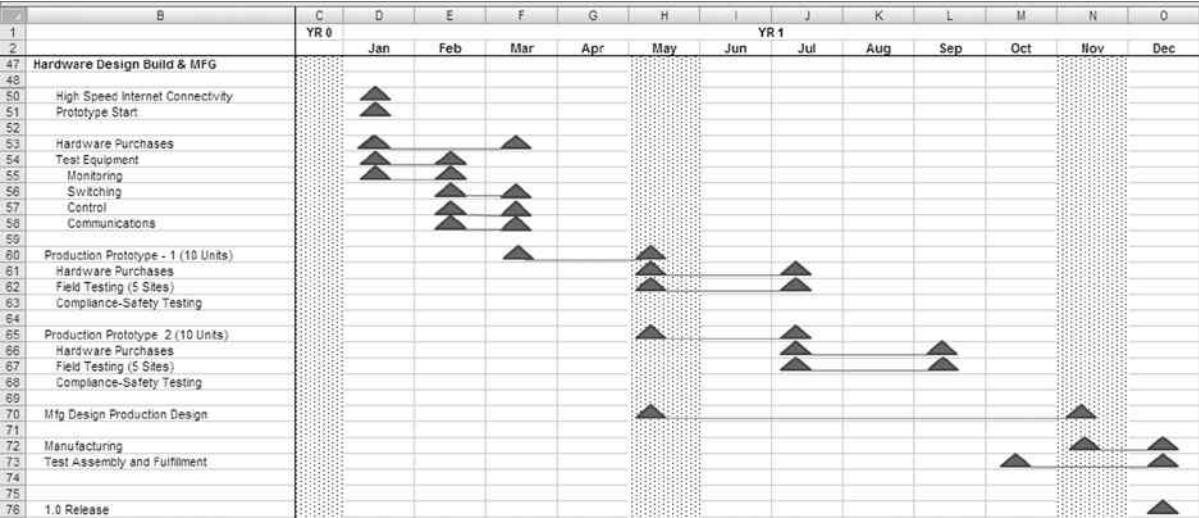 B C D E F G H I J K L M N O
1 YR 0 YR 1
2 Jan Feb Mar Apr May Jun Jul Aug Sep Oct Nov Dec
47 Hardware Design Build & MFG
48
50 High Speed Internet Connectivity
51 Prototype Start
52
53 Hardware Purchases
54 Test Equipment
55 Monitoring
56 Switching
57 Control
58 Communications
59
60 Production Prototype - 1 (10 Units)
61 Hardware Purchases
62 Field Testing (5 Sites)
63 Compliance-Safety Testing
64
65 Production Prototype 2 (10 Units)
66 Hardware Purchases
67 Field Testing (5 Sites)
68 Compliance-Safety Testing
69
70 Mfg Design Production Design
71
72 Manufacturing
73 Test Assembly and Fulfillment
74
75
76 1.0 Release